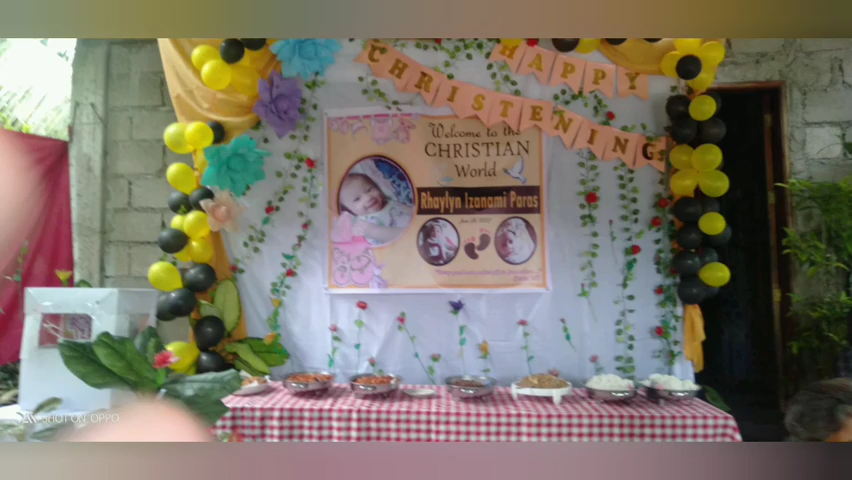 HAPPY
CHRISTENING
Welcome to the
CHRISTIAN
World
Rhaylyn Izanami Paras
SHOT ON OPPO